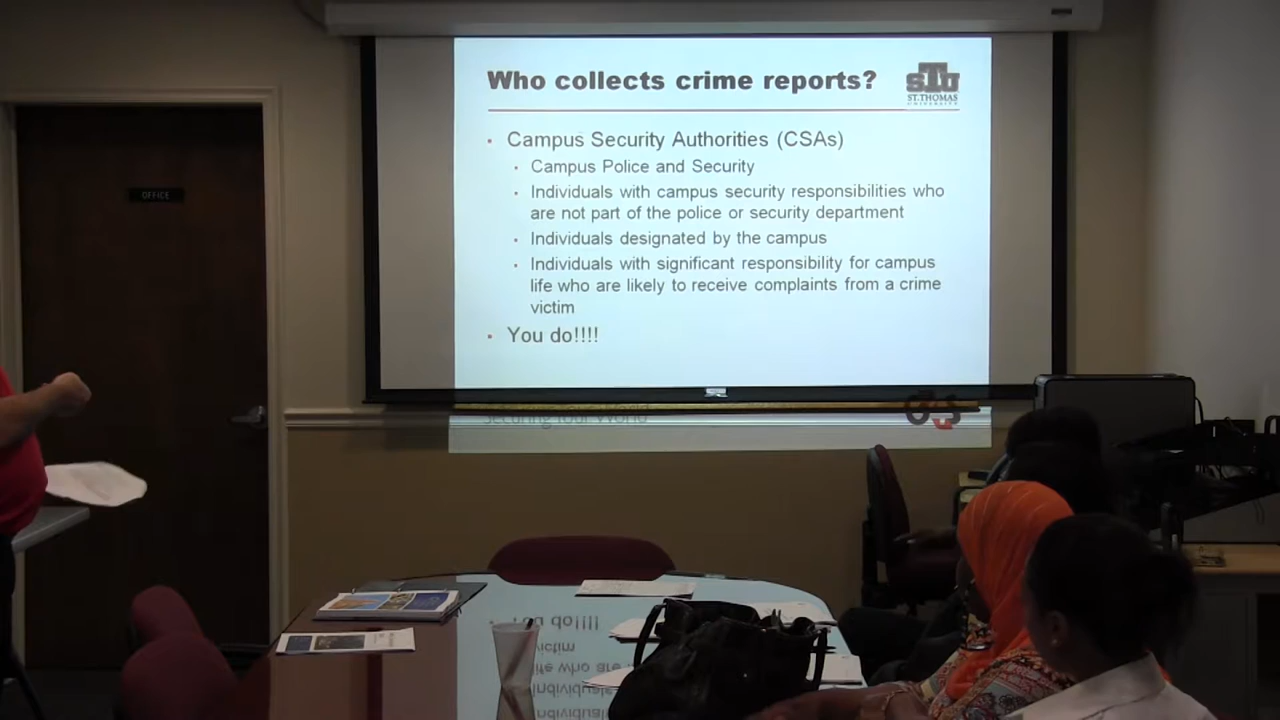 Who collects crime reports?
STU
ST.THOMAS
UNIVERSITY
• Campus Security Authorities (CSAs)
• Campus Police and Security
• Individuals with campus security responsibilities who
are not part of the police or security department
• Individuals designated by the campus
• Individuals with significant responsibility for campus
life who are likely to receive complaints from a crime
victim
• You do!!!!
OFFICE
Securing Your World
G4S